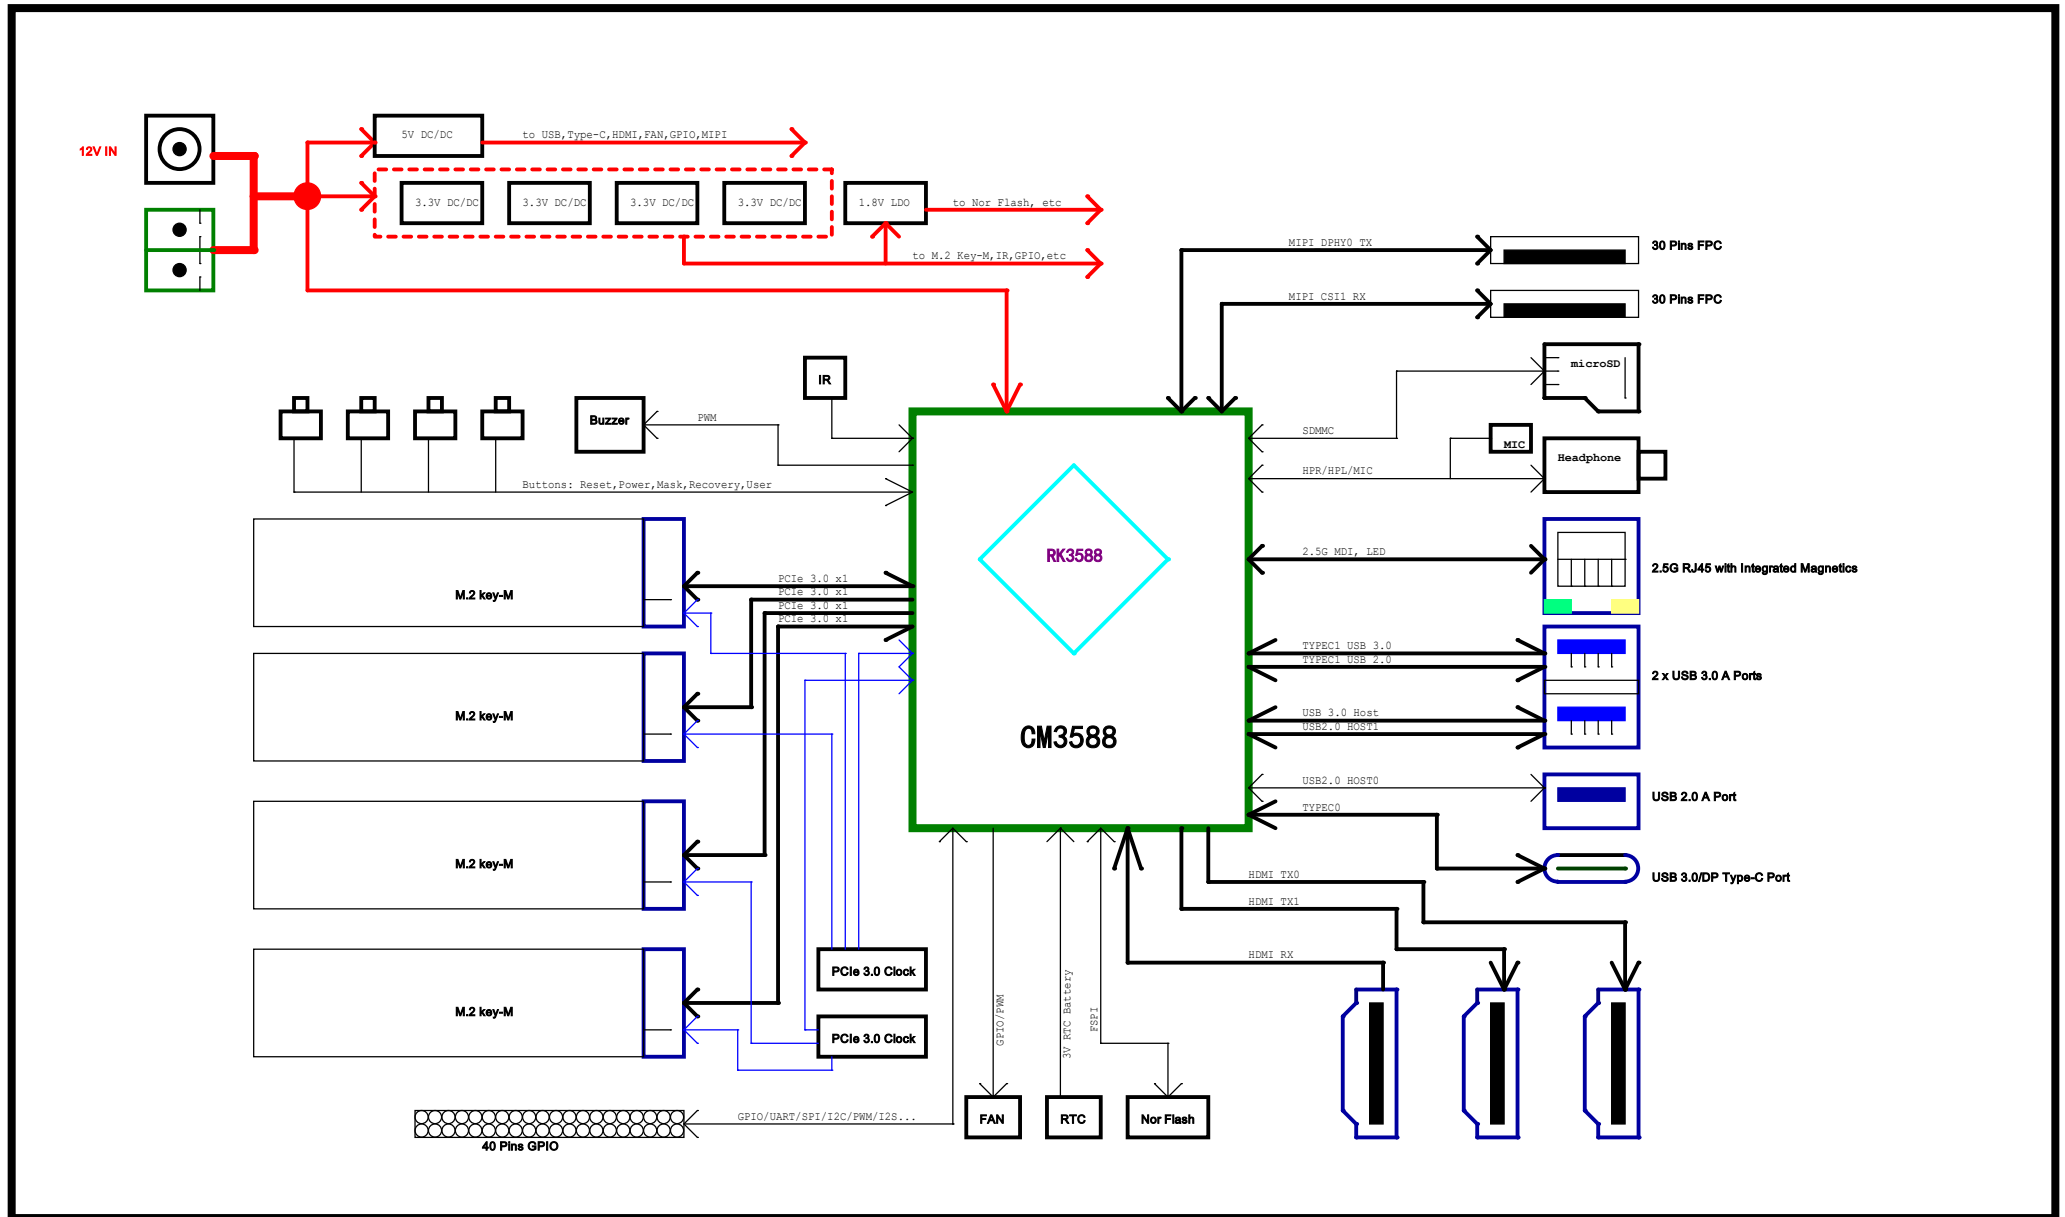 12V IN
5V DC/DC
to USB,Type-C,HDMI,FAN,GPIO,MIPI
3.3V DC/DC
3.3V DC/DC
3.3V DC/DC
3.3V DC/DC
1.8V LDO
to Nor Flash, etc
to M.2 Key-M,IR,GPIO,etc
MIPI DPHY0 TX
30 Pins FPC
MIPI CSI1 RX
30 Pins FPC
IR
microSD
Buzzer
PWM
SDMMC
MIC
Headphone
HPR/HPL/MIC
Buttons: Reset,Power,Mask,Recovery,User
RK3588
2.5G MDI, LED
2.5G RJ45 with Integrated Magnetics
M.2 key-M
PCIe 3.0 x1
PCIe 3.0 x1
PCIe 3.0 x1
PCIe 3.0 x1
TYPEC1 USB 3.0
TYPEC1 USB 2.0
2 x USB 3.0 A Ports
M.2 key-M
USB 3.0 Host
USB2.0 HOST1
CM3588
USB2.0 HOST0
USB 2.0 A Port
TYPEC0
M.2 key-M
USB 3.0/DP Type-C Port
HDMI TX0
HDMI TX1
HDMI RX
PCIe 3.0 Clock
M.2 key-M
PCIe 3.0 Clock
GPIO/PWM
3V RTC Battery
FSPI
GPIO/UART/SPI/I2C/PWM/I2S...
FAN
RTC
Nor Flash
40 Pins GPIO